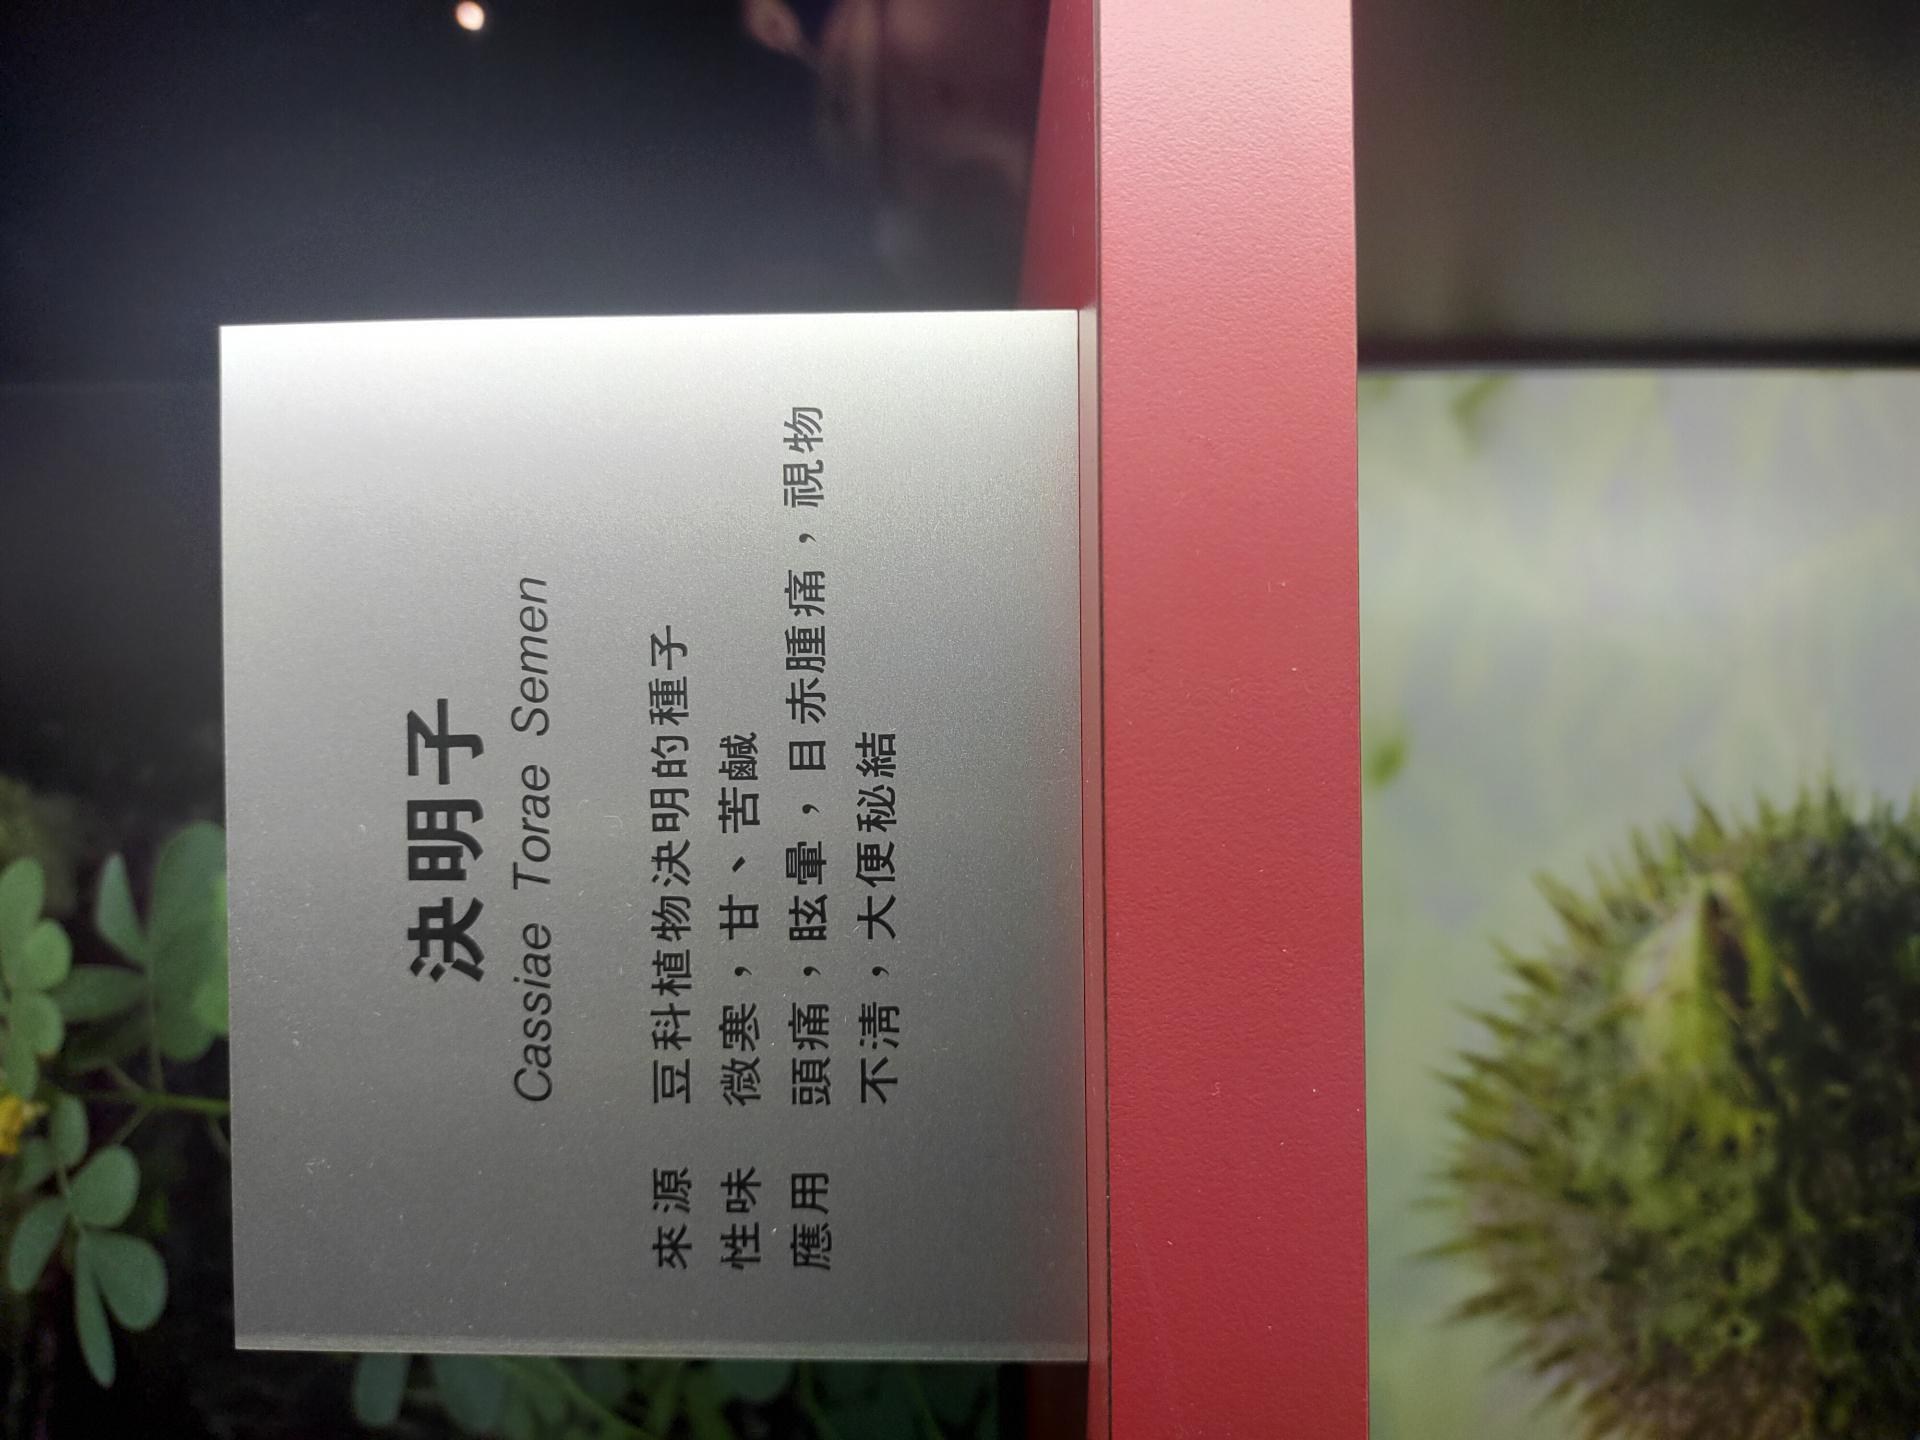 決明子
Cassiae Torae Semen
來源 豆科植物決明的種子
性味 微寒，甘、苦鹹
應用 頭痛，眩暈，目赤腫痛，視物
不清，大便秘結